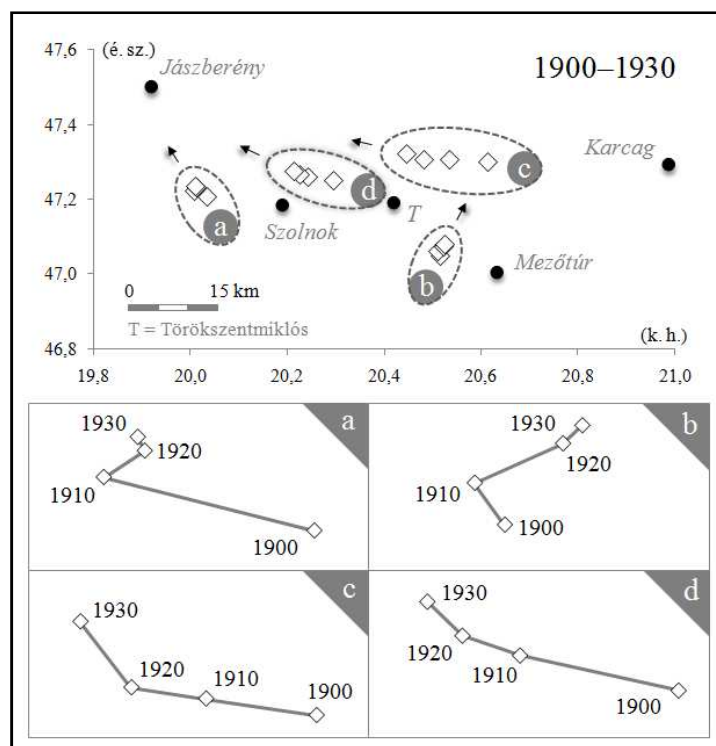 47,6
(é. sz.)
1900–1930
Jászberény
47,4
Karcag
c
d
47,2
Szolnok
T
a
47,0
Mezőtúr
b
0
15 km
T = Törökszentmiklós
(k. h.)
46,8
19,8
20,0
20,2
20,4
20,6
20,8
21,0
a
1930
1920
1910
1900
b
1930
1920
1910
1900
c
1930
1920
1910
1900
d
1930
1920
1910
1900